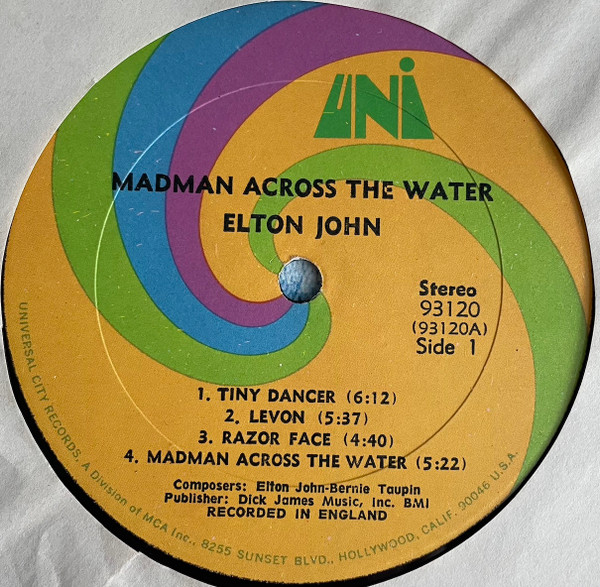 UNI
MADMAN ACROSS THE WATER
ELTON JOHN
Stereo
93120
(93120A)
Side 1
1. TINY DANCER (6:12)
2. LEVON (5:37)
3. RAZOR FACE (4:40)
4. MADMAN ACROSS THE WATER (5:22)
Composers: Elton John-Bernie Taupin
Publisher: Dick James Music, Inc. BMI
RECORDED IN ENGLAND
UNIVERSAL CITY RECORDS, A Division of MCA Inc., 8255 SUNSET BLVD., HOLLYWOOD, CALIF. 90046 U.S.A.